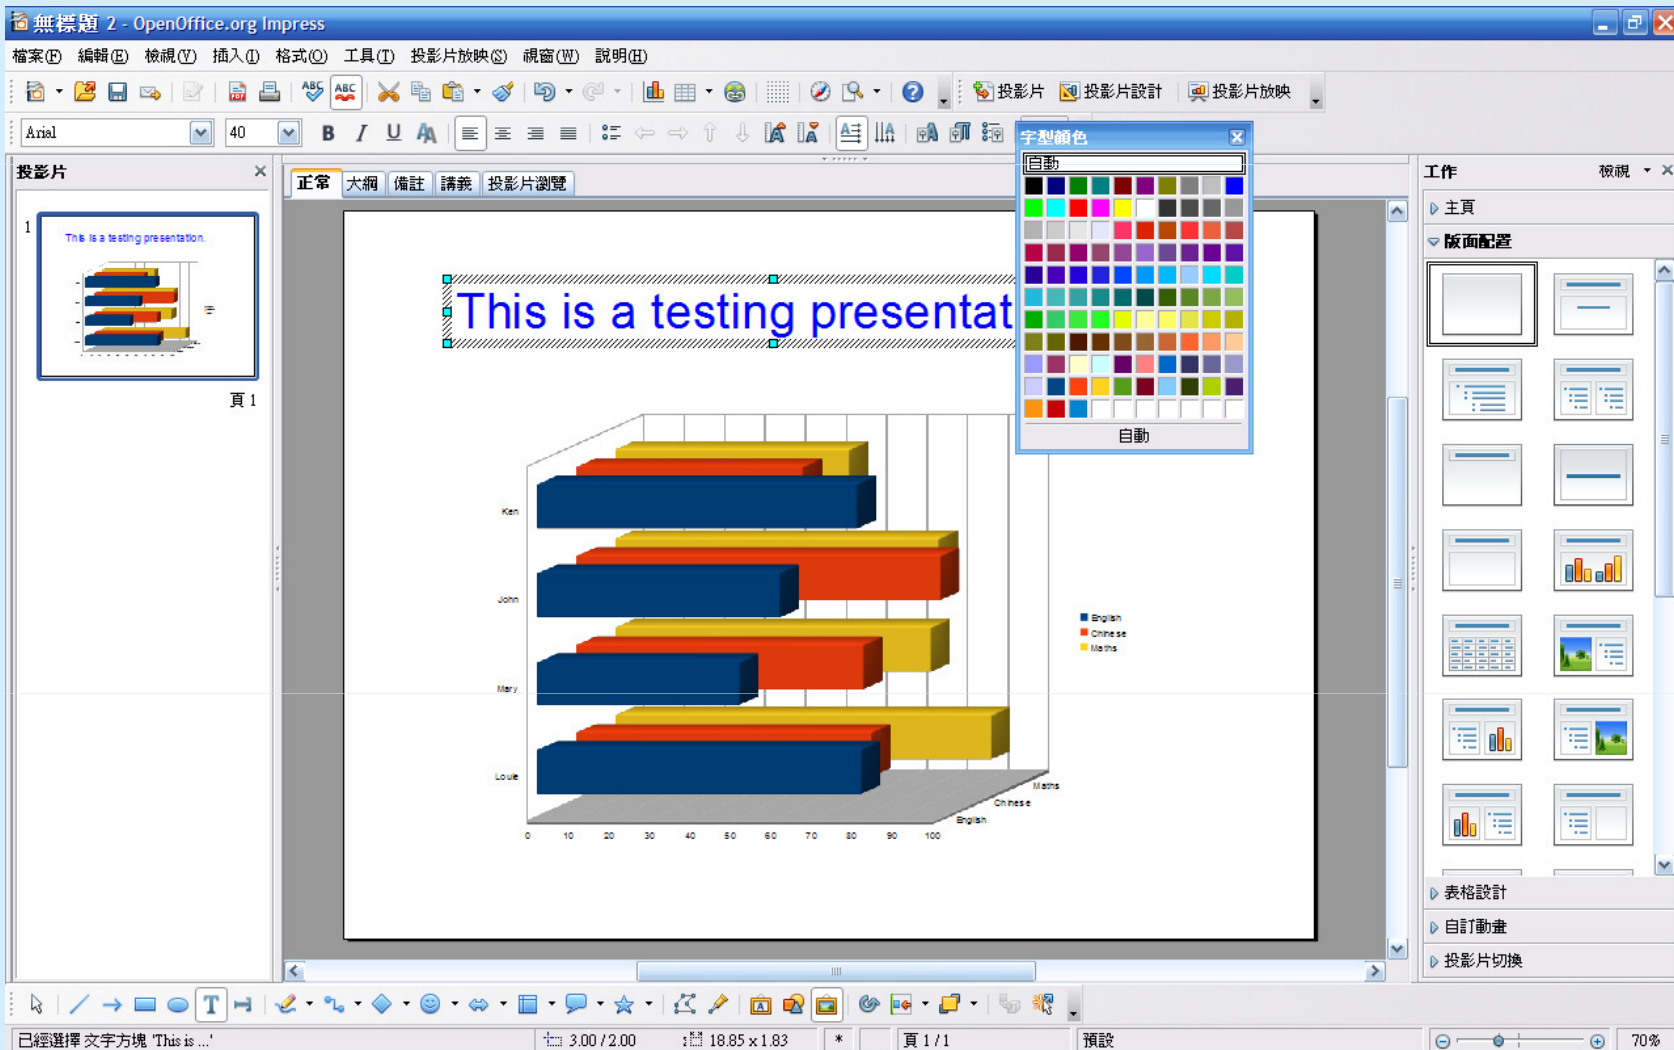 無標題 2 - OpenOffice.org Impress
檔案(F) 編輯(E) 檢視(V) 插入(I) 格式(O) 工具(T) 投影片放映(S) 視窗(W) 說明(H)
投影片 投影片設計 投影片放映
Arial 40
字型顏色
自動
自動
投影片
1
This is a testing presentation.
頁 1
正常 大綱 備註 講義 投影片瀏覽
This is a testing presentat
Ken
John
Mary
Louie
0 10 20 30 40 50 60 70 80 90 100
English
Chinese
Maths
English
Chinese
Maths
工作 檢視
主頁
版面配置
表格設計
自訂動畫
投影片切換
已經選擇 文字方塊 'This is ...' 3.00 / 2.00 18.85 x 1.83 * 頁 1 / 1 預設 70%